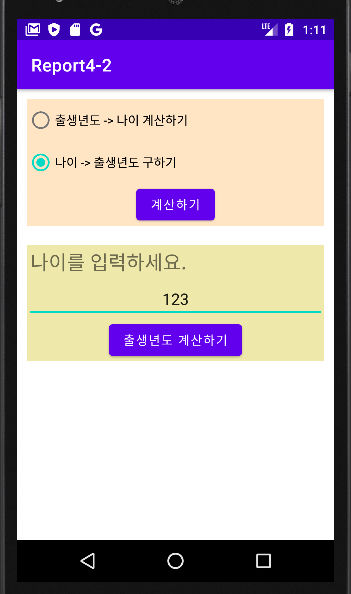 LTE 1:11
Report4-2
출생년도 -> 나이 계산하기
나이 -> 출생년도 구하기
계산하기
나이를 입력하세요.
123
출생년도 계산하기